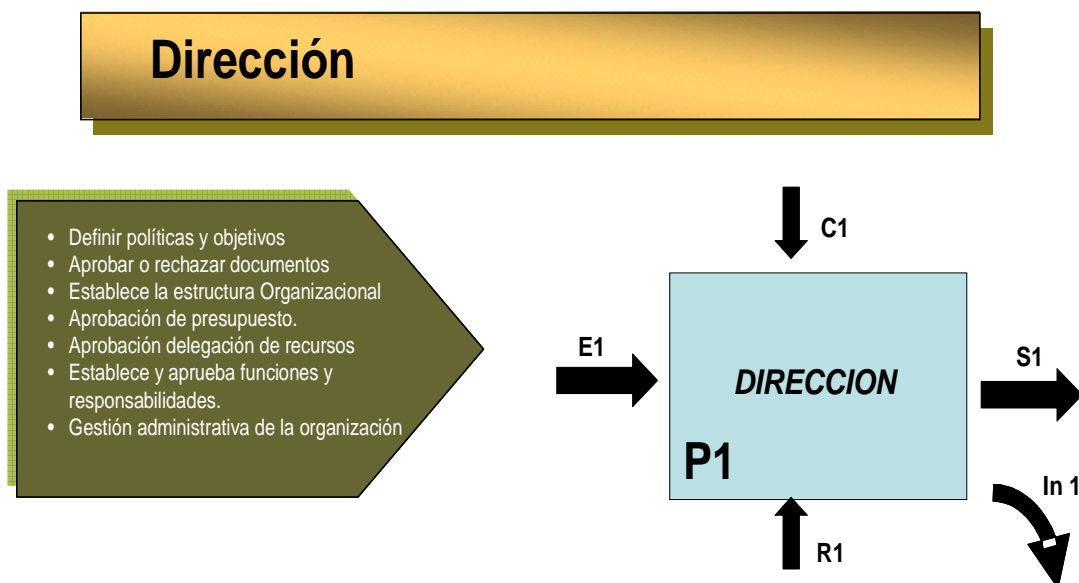 Dirección
• Definir políticas y objetivos
• Aprobar o rechazar documentos
• Establece la estructura Organizacional
• Aprobación de presupuesto.
• Aprobación delegación de recursos
• Establece y aprueba funciones y
responsabilidades.
• Gestión administrativa de la organización
C1
E1
DIRECCION
S1
P1
In 1
R1